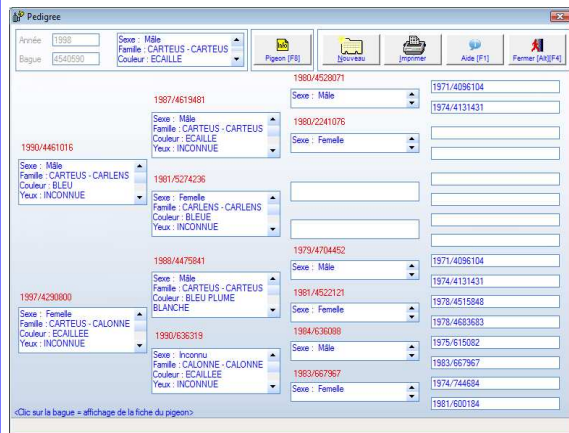 Pedigree
Année 1998
Bague 4540590
Sexe : Mâle
Famille : CARTEUS - CARTEUS
Couleur : ECAILLE
Info
Pigeon [F8]
Nouveau
Imprimer
Aide [F1]
Fermer [Alt][F4]
1990/4461016
Sexe : Mâle
Famille : CARTEUS - CARLENS
Couleur : BLEU
Yeux : INCONNUE
1997/4290800
Sexe : Femelle
Famille : CARTEUS - CALONNE
Couleur : ECAILLEE
Yeux : INCONNUE
1987/4619481
Sexe : Mâle
Famille : CARTEUS - CARTEUS
Couleur : ECAILLE
Yeux : INCONNUE
1981/5274236
Sexe : Femelle
Famille : CARLENS - CARLENS
Couleur : BLEUE
Yeux : INCONNUE
1988/4475841
Sexe : Mâle
Famille : CARTEUS - CARTEUS
Couleur : BLEU PLUME
BLANCHE
1990/636319
Sexe : Inconnu
Famille : CALONNE - CALONNE
Couleur : ECAILLEE
Yeux : INCONNUE
1980/4528071
Sexe : Mâle
1980/2241076
Sexe : Femelle
1979/4704452
Sexe : Mâle
1981/4522121
Sexe : Femelle
1984/636088
Sexe : Mâle
1983/667967
Sexe : Femelle
1971/4096104
1974/4131431
1971/4096104
1974/4131431
1978/4515848
1978/4683683
1975/615082
1983/667967
1974/744684
1981/600184
<Clic sur la bague = affichage de la fiche du pigeon>